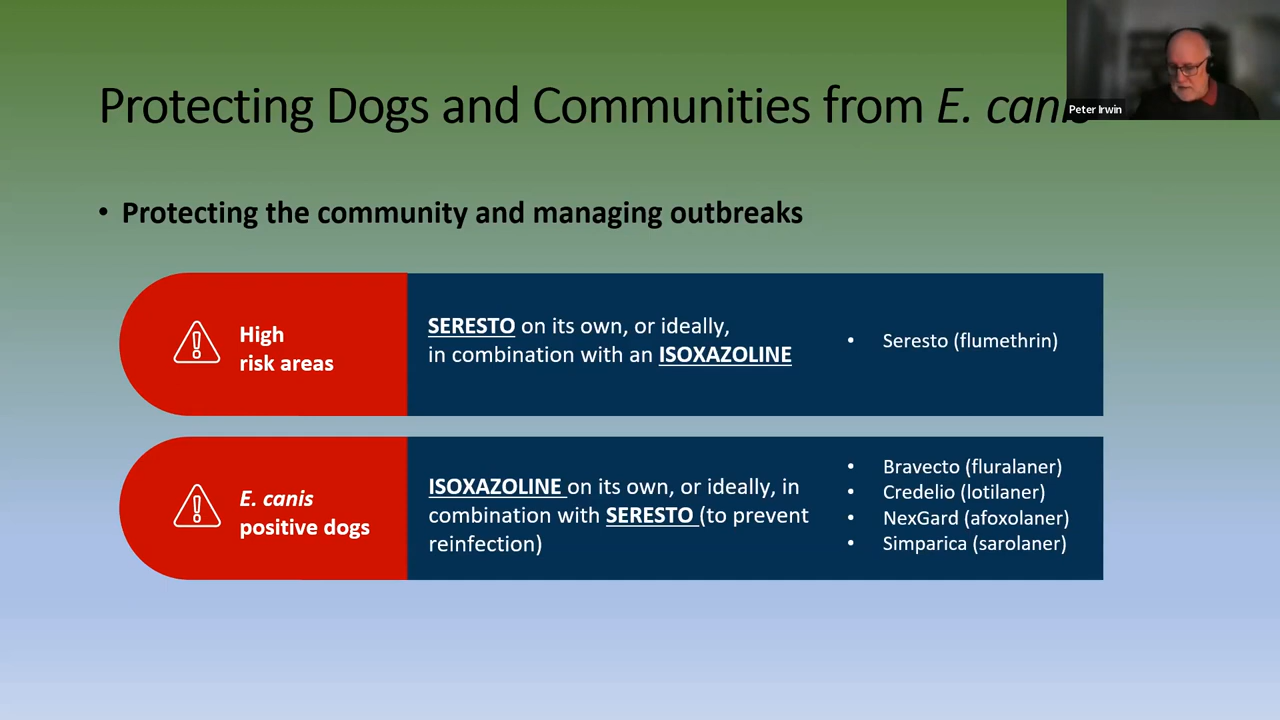 Protecting Dogs and Communities from E. canis
Peter Irwin
• Protecting the community and managing outbreaks
High
risk areas
SERESTO on its own, or ideally,
in combination with an ISOXAZOLINE
• Seresto (flumethrin)
E. canis
positive dogs
ISOXAZOLINE on its own, or ideally, in
combination with SERESTO (to prevent
reinfection)
• Bravecto (fluralaner)
• Credelio (lotilaner)
• NexGard (afoxolaner)
• Simparica (sarolaner)